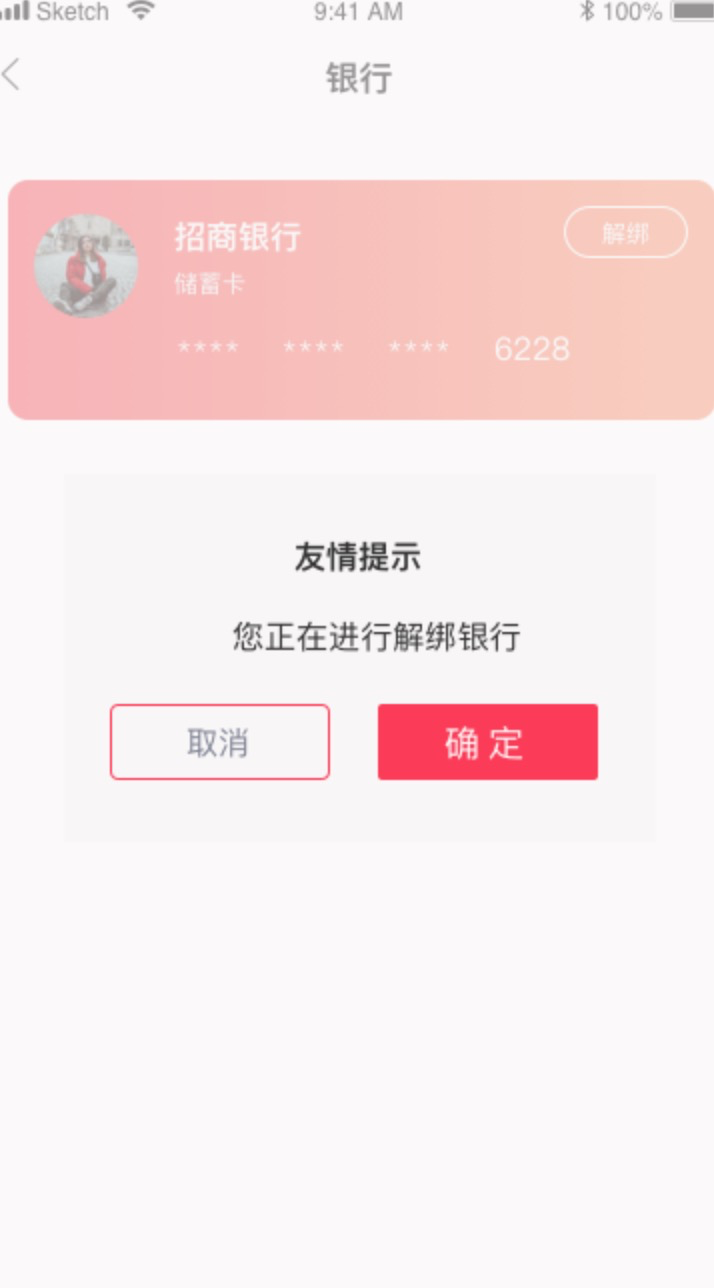 Sketch 9:41 AM 100%
银行
招商银行 解绑
储蓄卡
**** **** **** 6228
友情提示
您正在进行解绑银行
取消 确 定